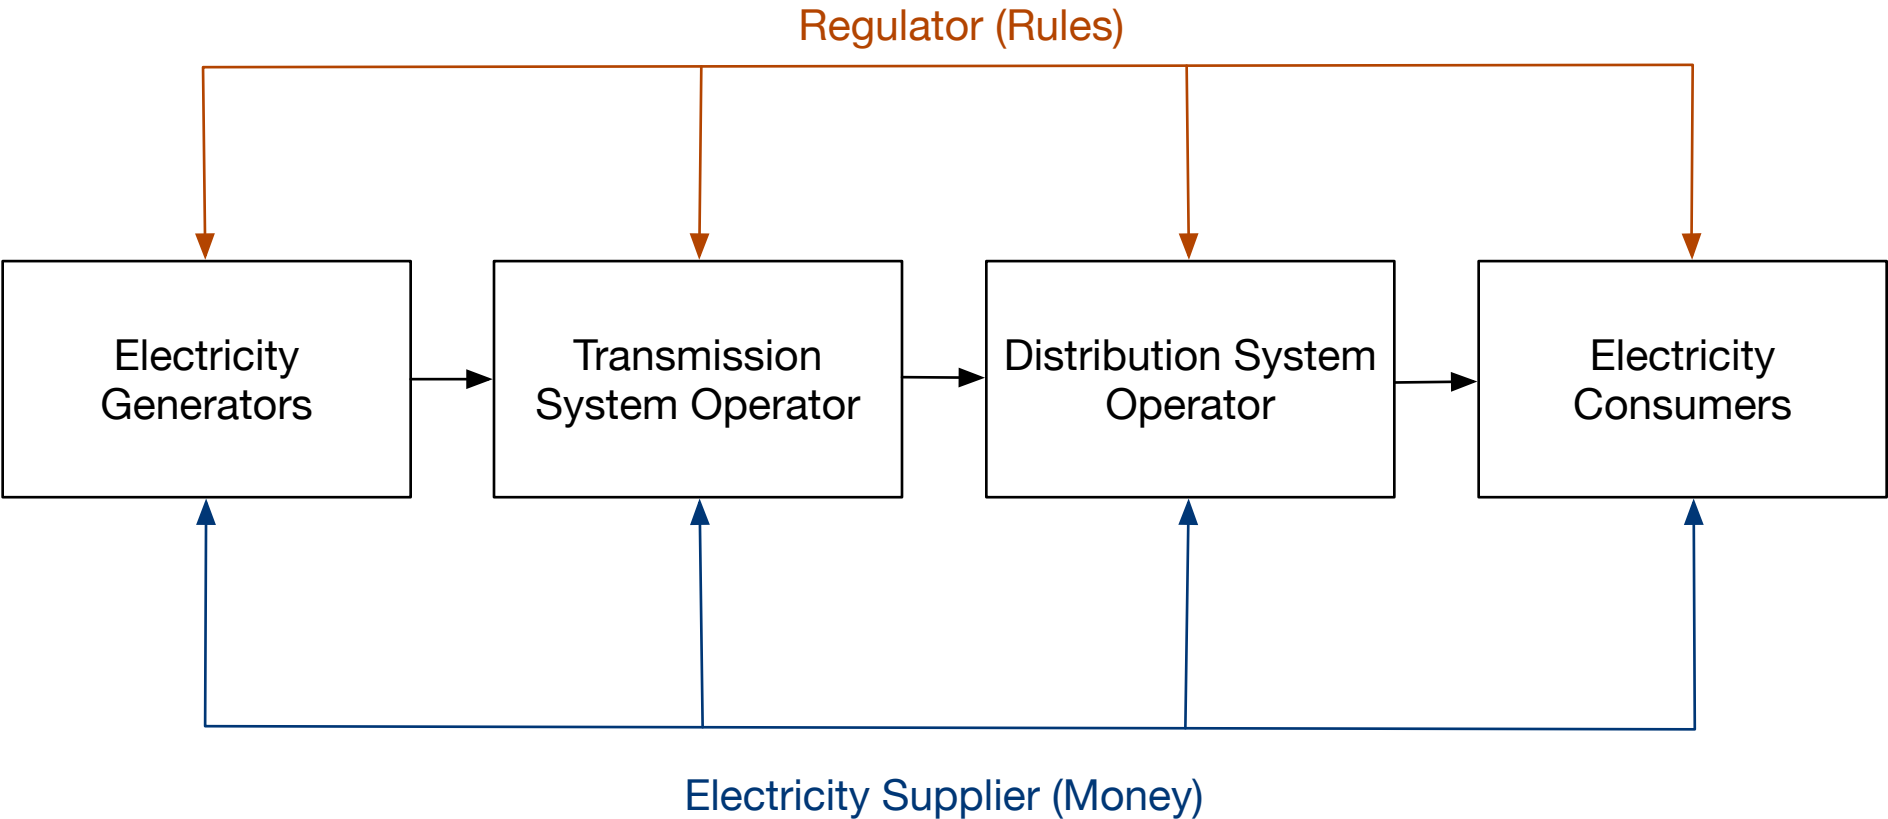 Regulator (Rules)
Electricity
Generators
Transmission
System Operator
Distribution System
Operator
Electricity
Consumers
Electricity Supplier (Money)